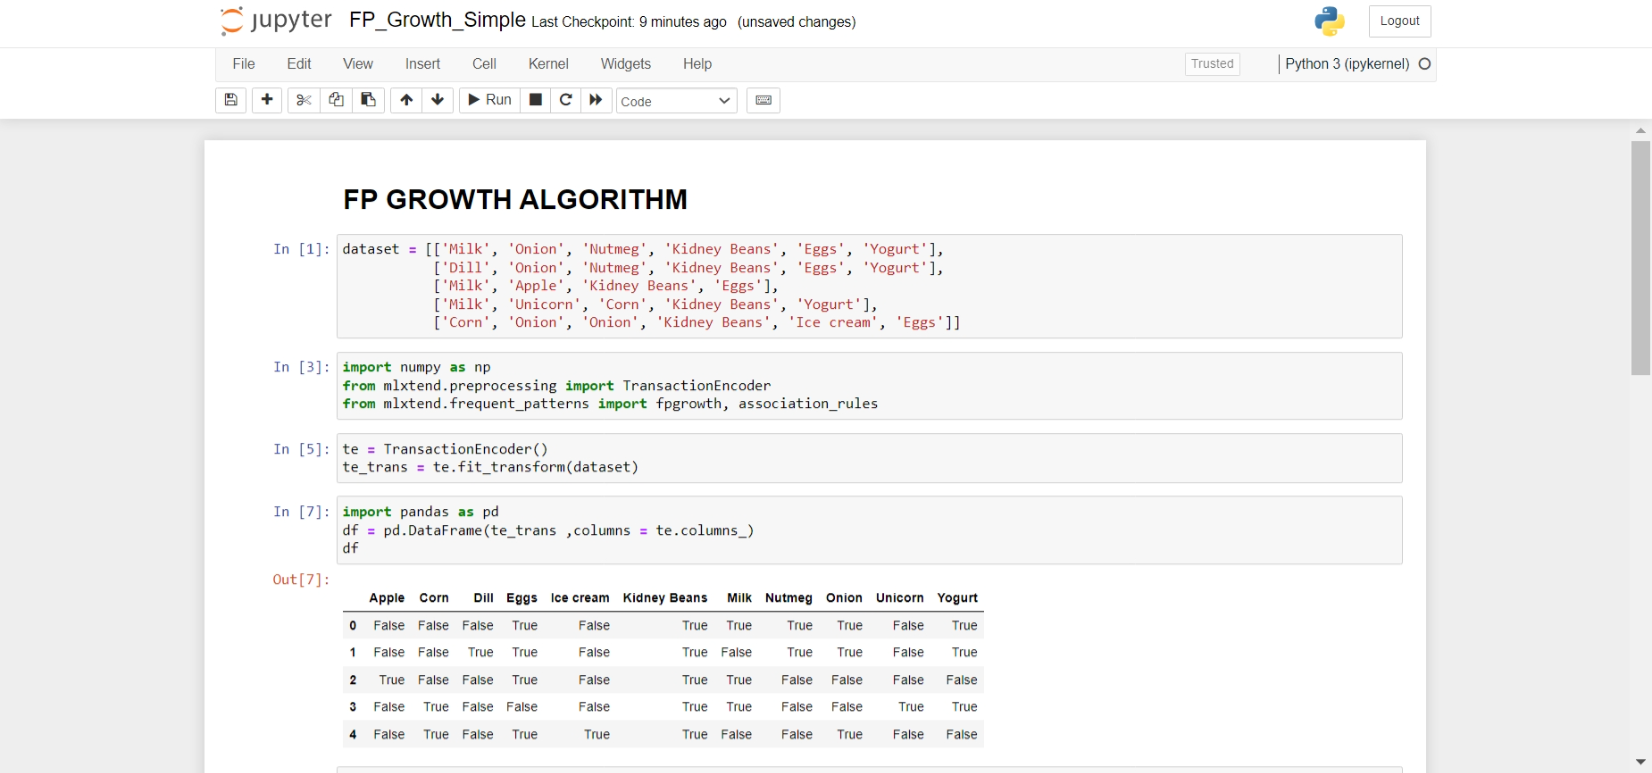 jupyter FP_Growth_Simple Last Checkpoint: 9 minutes ago (unsaved changes) Logout
File Edit View Insert Cell Kernel Widgets Help Trusted Python 3 (ipykernel)
Run Code
FP GROWTH ALGORITHM
In [1]: dataset = [['Milk', 'Onion', 'Nutmeg', 'Kidney Beans', 'Eggs', 'Yogurt'],
['Dill', 'Onion', 'Nutmeg', 'Kidney Beans', 'Eggs', 'Yogurt'],
['Milk', 'Apple', 'Kidney Beans', 'Eggs'],
['Milk', 'Unicorn', 'Corn', 'Kidney Beans', 'Yogurt'],
['Corn', 'Onion', 'Onion', 'Kidney Beans', 'Ice cream', 'Eggs']]
In [3]: import numpy as np
from mlxtend.preprocessing import TransactionEncoder
from mlxtend.frequent_patterns import fpgrowth, association_rules
In [5]: te = TransactionEncoder()
te_trans = te.fit_transform(dataset)
In [7]: import pandas as pd
df = pd.DataFrame(te_trans ,columns = te.columns_)
df
Out[7]:
Apple Corn Dill Eggs Ice cream Kidney Beans Milk Nutmeg Onion Unicorn Yogurt
0 False False False True False True True True True False True
1 False False True True False True False True True False True
2 True False False True False True True False False False False
3 False True False False False True True False False True True
4 False True False True True True False False True False False